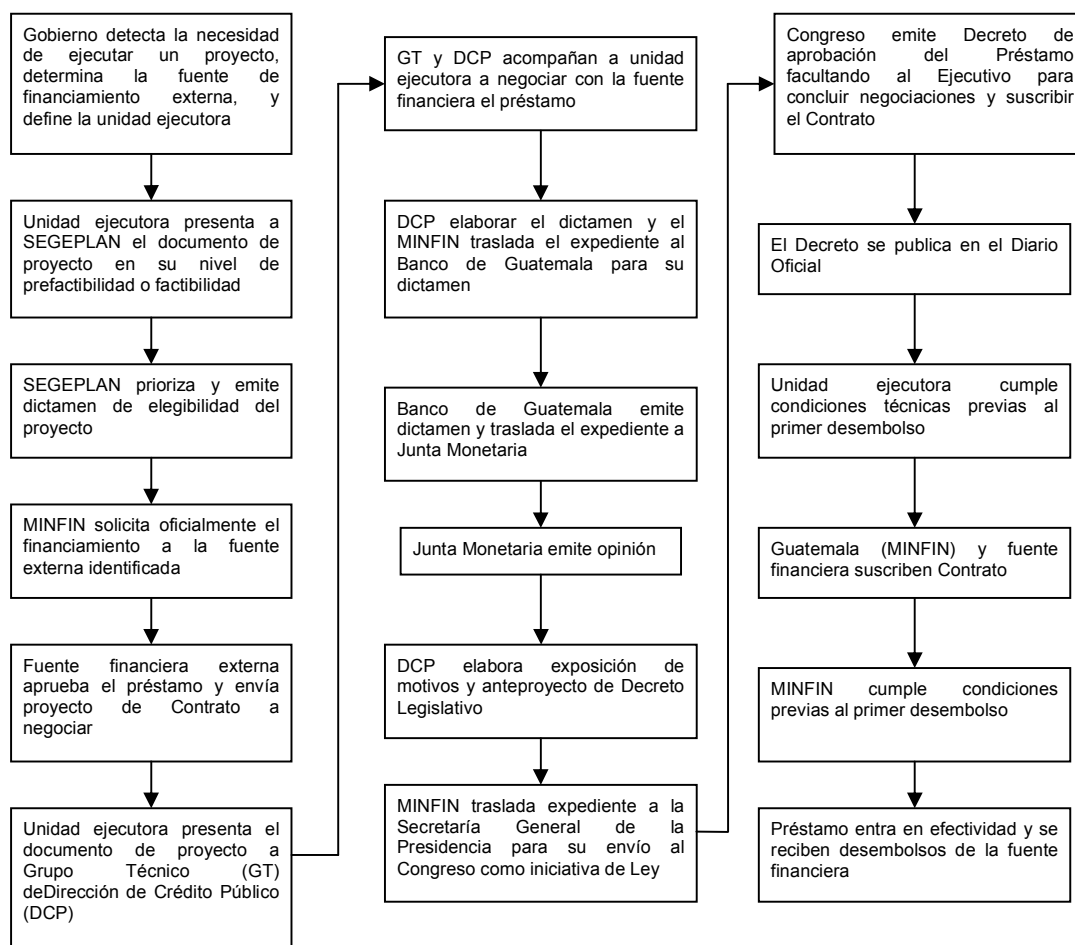 Gobierno detecta la necesidad
de ejecutar un proyecto,
determina la fuente de
financiamiento externa, y
define la unidad ejecutora
Unidad ejecutora presenta a
SEGEPLAN el documento de
proyecto en su nivel de
prefactibilidad o factibilidad
SEGEPLAN prioriza y emite
dictamen de elegibilidad del
proyecto
MINFIN solicita oficialmente el
financiamiento a la fuente
externa identificada
Fuente financiera externa
aprueba el préstamo y envía
proyecto de Contrato a
negociar
Unidad ejecutora presenta el
documento de proyecto a
Grupo Técnico (GT)
deDirección de Crédito Público
(DCP)
GT y DCP acompañan a unidad
ejecutora a negociar con la fuente
financiera el préstamo
DCP elaborar el dictamen y el
MINFIN traslada el expediente al
Banco de Guatemala para su
dictamen
Banco de Guatemala emite
dictamen y traslada el expediente a
Junta Monetaria
Junta Monetaria emite opinión
DCP elabora exposición de
motivos y anteproyecto de Decreto
Legislativo
MINFIN traslada expediente a la
Secretaría General de la
Presidencia para su envío al
Congreso como iniciativa de Ley
Congreso emite Decreto de
aprobación del Préstamo
facultando al Ejecutivo para
concluir negociaciones y suscribir
el Contrato
El Decreto se publica en el Diario
Oficial
Unidad ejecutora cumple
condiciones técnicas previas al
primer desembolso
Guatemala (MINFIN) y fuente
financiera suscriben Contrato
MINFIN cumple condiciones
previas al primer desembolso
Préstamo entra en efectividad y se
reciben desembolsos de la fuente
financiera